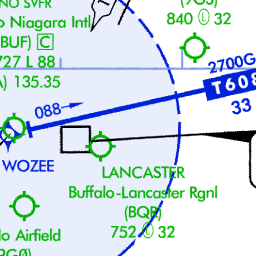 NO SVFR
o Niagara Intl
(BUF) C
727 L 88
A) 135.35
840 L 32
2700G
T608
33
088
WOZEE
LANCASTER
Buffalo-Lancaster Rgnl
(BQR)
752 L 32
lo Airfield